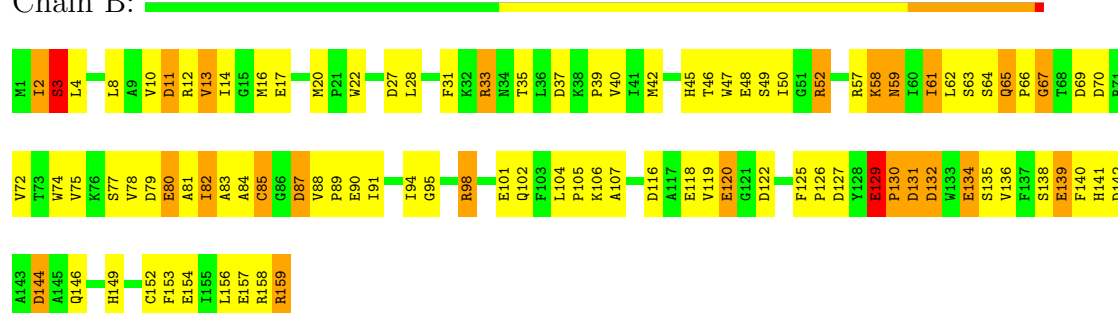 Chain B:
M1 I2 S3 L4 L8 A9 V10 D11 R12 V13 I14 G15 M16 E17 M20 P21 W22 D27 L28 F31 K32 R33 N34 T35 L36 D37 K38 P39 V40 I41 M42 H45 T46 W47 E48 S49 I50 G51 R52 R57 K58 N59 I60 I61 L62 S63 S64 Q65 P66 G67 T68 D69 D70 R71
V72 T73 W74 V75 K76 S77 V78 D79 E80 A81 I82 A83 A84 C85 G86 D87 V88 P89 E90 I91 I94 G95 R98 E101 Q102 F103 L104 P105 K106 A107 D116 A117 E118 V119 E120 G121 D122 F125 P126 D127 Y128 E129 P130 D131 D132 W133 E134 S135 V136 F137 S138 E139 F140 H141 D142
A143 D144 A145 Q146 H149 C152 F153 E154 I155 L156 E157 R158 R159